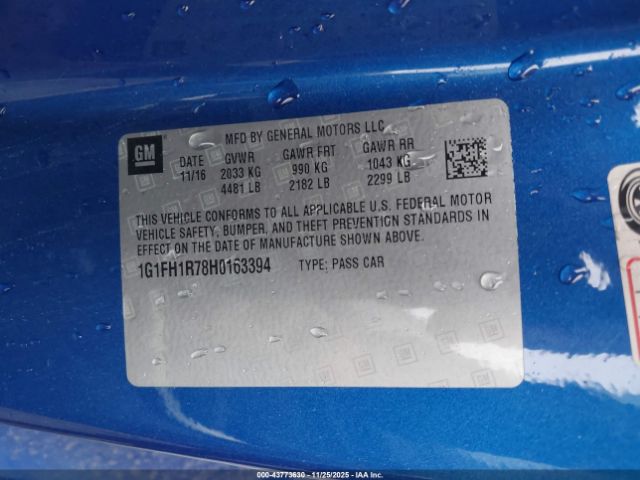 MFD BY GENERAL MOTORS LLC
GM
DATE GVWR GAWR FRT GAWR RR
11/16 2033 KG 990 KG 1043 KG
4481 LB 2182 LB 2299 LB
THIS VEHICLE CONFORMS TO ALL APPLICABLE U.S. FEDERAL MOTOR
VEHICLE SAFETY, BUMPER, AND THEFT PREVENTION STANDARDS IN
EFFECT ON THE DATE OF MANUFACTURE SHOWN ABOVE.
1G1FH1R78H0163394 TYPE: PASS CAR
000-43773630 - 11/25/2025 - IAAI.COM